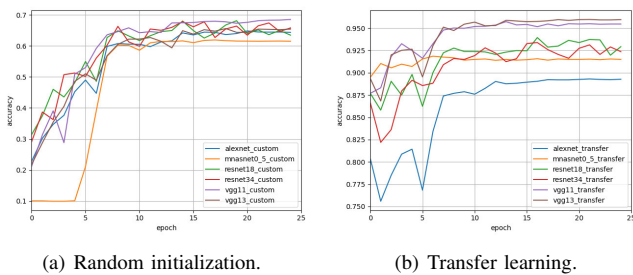 0.7
0.6
0.5
0.4
0.3
0.2
0.1
accuracy
alexnet_custom
mnasnet0_5_custom
resnet18_custom
resnet34_custom
vgg11_custom
vgg13_custom
0 5 10 15 20 25
epoch
(a) Random initialization.
0.950
0.925
0.900
0.875
0.850
0.825
0.800
0.775
0.750
accuracy
alexnet_transfer
mnasnet0_5_transfer
resnet18_transfer
resnet34_transfer
vgg11_transfer
vgg13_transfer
0 5 10 15 20 25
epoch
(b) Transfer learning.